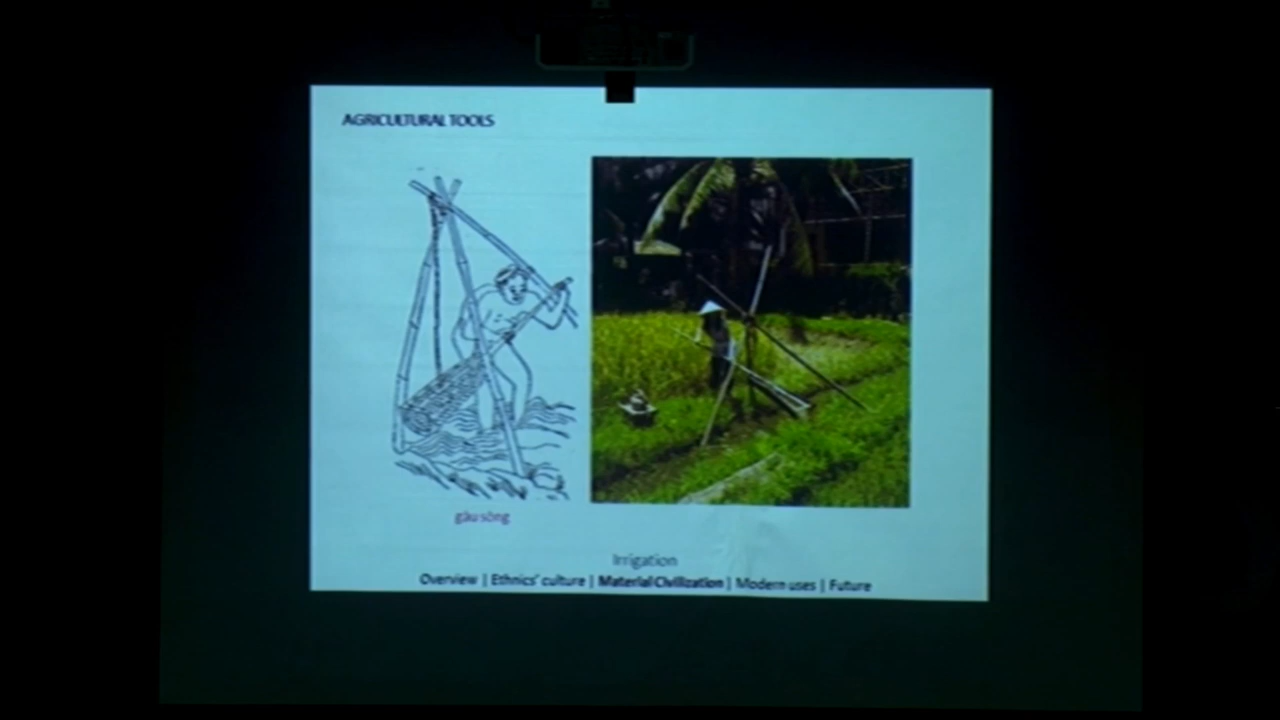 AGRICULTURAL TOOLS
gàu sòng
Irrigation
Overview | Ethnics' culture | Material Civilization | Modern uses | Future